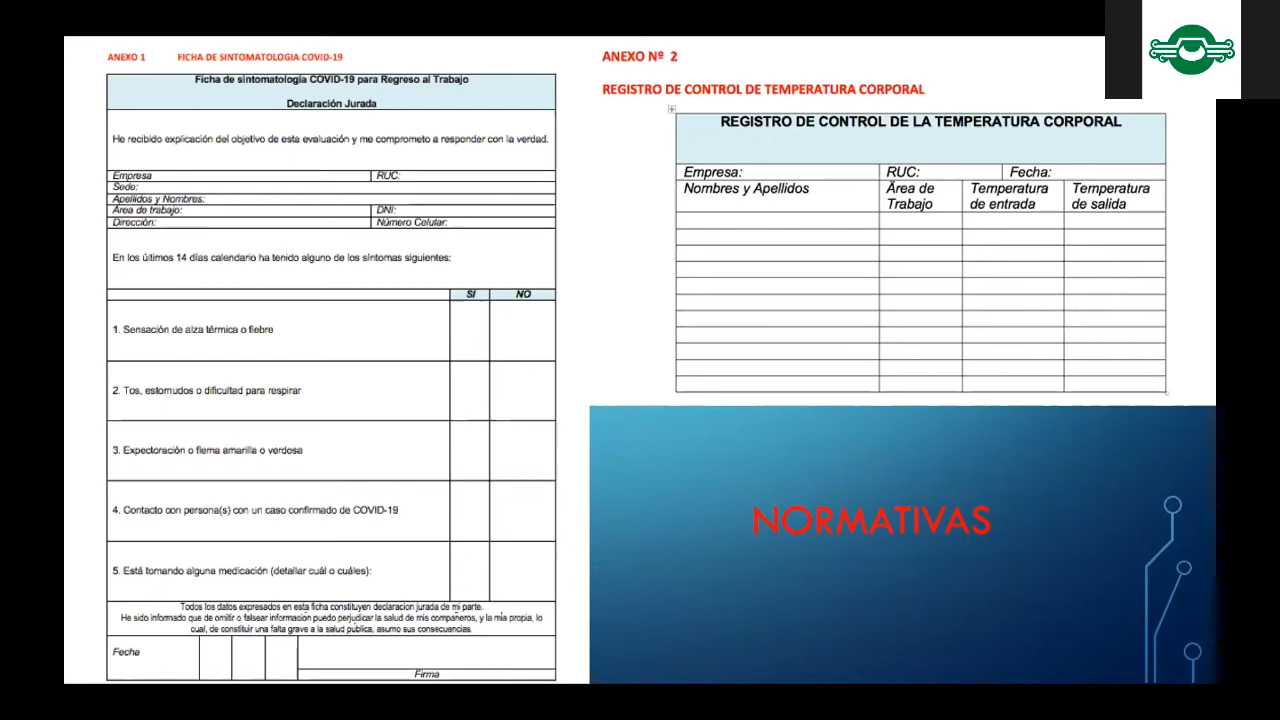 ANEXO 1 FICHA DE SINTOMATOLOGIA COVID-19
Ficha de sintomatología COVID-19 para Regreso al Trabajo
Declaración Jurada
He recibido explicación del objetivo de esta evaluación y me comprometo a responder con la verdad.
Empresa RUC:
Sede:
Apellidos y Nombres:
Área de trabajo: DNI:
Dirección: Número Celular:
En los últimos 14 días calendario ha tenido alguno de los síntomas siguientes:
SI NO
1. Sensación de alza térmica o fiebre
2. Tos, estornudos o dificultad para respirar
3. Expectoración o flema amarilla o verdosa
4. Contacto con persona(s) con un caso confirmado de COVID-19
5. Está tomando alguna medicación (detallar cuál o cuáles):
Todos los datos expresados en esta ficha constituyen declaracion jurada de mi parte.
He sido informado que de omitir o falsear información puedo perjudicar la salud de mis compañeros, y la mía propia, lo
cual, de constituir una falta grave a la salud pública, asumo sus consecuencias.
Fecha
Firma
ANEXO Nº 2
REGISTRO DE CONTROL DE TEMPERATURA CORPORAL
REGISTRO DE CONTROL DE LA TEMPERATURA CORPORAL
Empresa: RUC: Fecha:
Nombres y Apellidos Área de Temperatura Temperatura
Trabajo de entrada de salida
NORMATIVAS